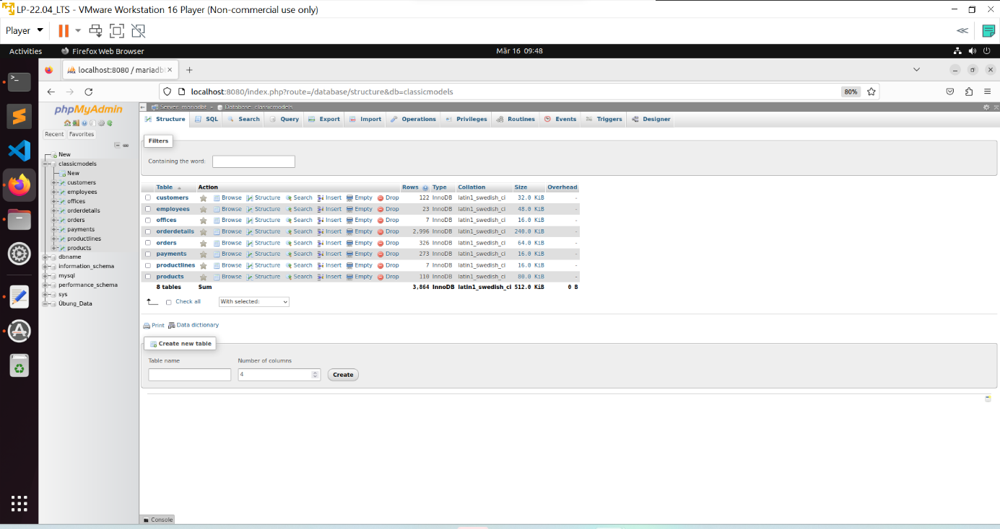 LP-22.04_LTS - VMware Workstation 16 Player (Non-commercial use only)
Player
Activities Firefox Web Browser Mär 16 09:48
localhost:8080 / mariadbt
localhost:8080/index.php?route=/database/structure&db=classicmodels 80%
phpMyAdmin
Recent Favorites
New
classicmodels
New
customers
employees
offices
orderdetails
orders
payments
productlines
products
dbname
information_schema
mysql
performance_schema
sys
Übung_Data
Server: mariadbt » Database: classicmodels
Structure SQL Search Query Export Import Operations Privileges Routines Events Triggers Designer
Filters
Containing the word:
Table Action Rows Type Collation Size Overhead
customers Browse Structure Search Insert Empty Drop 122 InnoDB latin1_swedish_ci 32.0 KiB -
employees Browse Structure Search Insert Empty Drop 23 InnoDB latin1_swedish_ci 48.0 KiB -
offices Browse Structure Search Insert Empty Drop 7 InnoDB latin1_swedish_ci 16.0 KiB -
orderdetails Browse Structure Search Insert Empty Drop 2,996 InnoDB latin1_swedish_ci 240.0 KiB -
orders Browse Structure Search Insert Empty Drop 326 InnoDB latin1_swedish_ci 64.0 KiB -
payments Browse Structure Search Insert Empty Drop 273 InnoDB latin1_swedish_ci 16.0 KiB -
productlines Browse Structure Search Insert Empty Drop 7 InnoDB latin1_swedish_ci 16.0 KiB -
products Browse Structure Search Insert Empty Drop 110 InnoDB latin1_swedish_ci 80.0 KiB -
8 tables Sum 3,864 InnoDB latin1_swedish_ci 512.0 KiB 0 B
Check all With selected:
Print Data dictionary
Create new table
Table name Number of columns
4 Create
Console